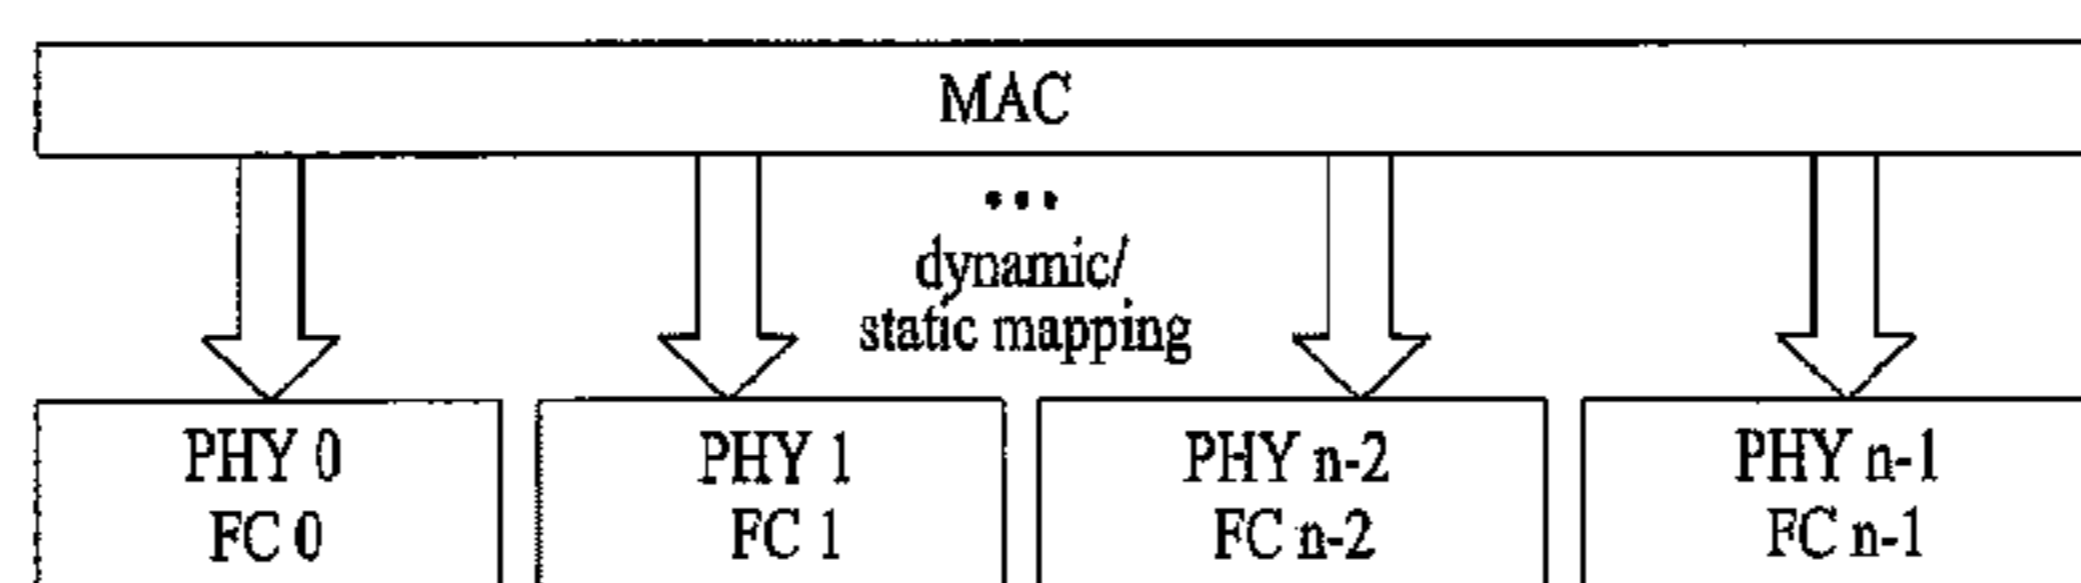 MAC
...
dynamic/
static mapping
PHY 0
FC 0
PHY 1
FC 1
PHY n-2
FC n-2
PHY n-1
FC n-1